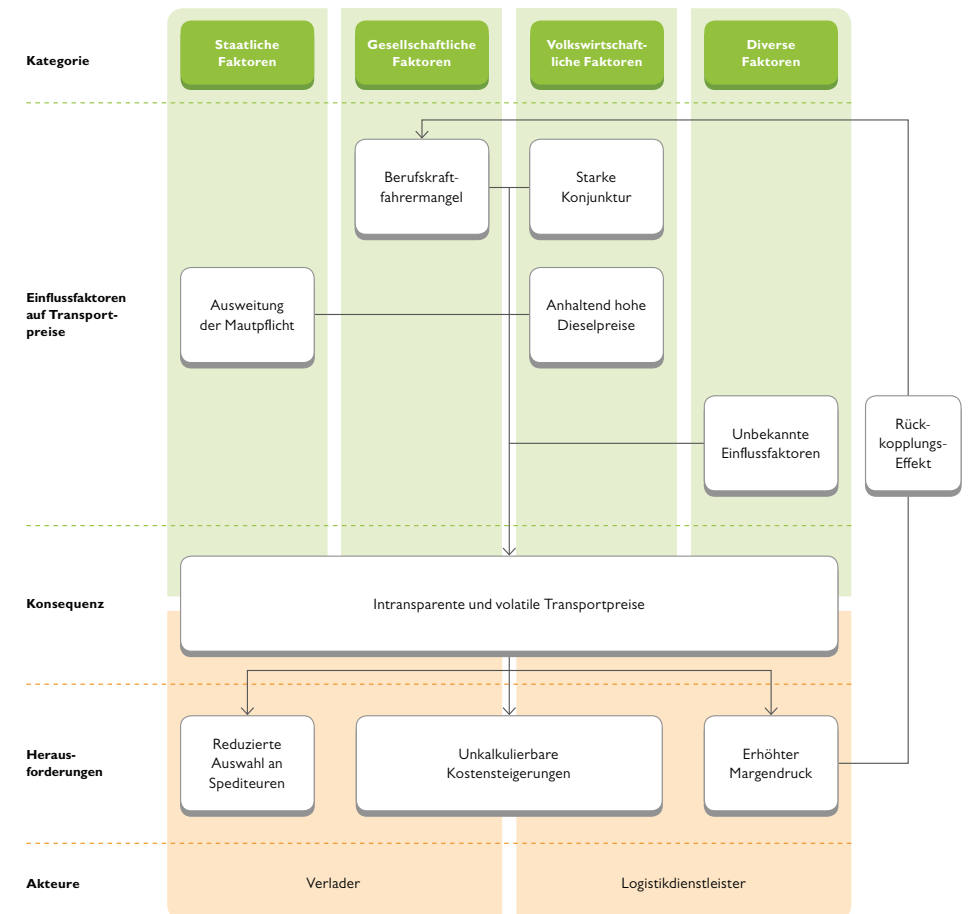 Kategorie
Staatliche
Faktoren
Gesellschaftliche
Faktoren
Volkswirtschaft-
liche Faktoren
Diverse
Faktoren
Einflussfaktoren
auf Transport-
preise
Berufskraft-
fahrermangel
Starke
Konjunktur
Ausweitung
der Mautpflicht
Anhaltend hohe
Dieselpreise
Unbekannte
Einflussfaktoren
Rück-
kopplungs-
Effekt
Konsequenz
Intransparente und volatile Transportpreise
Heraus-
forderungen
Reduzierte
Auswahl an
Spediteuren
Unkalkulierbare
Kostensteigerungen
Erhöhter
Margendruck
Akteure
Verlader
Logistikdienstleister